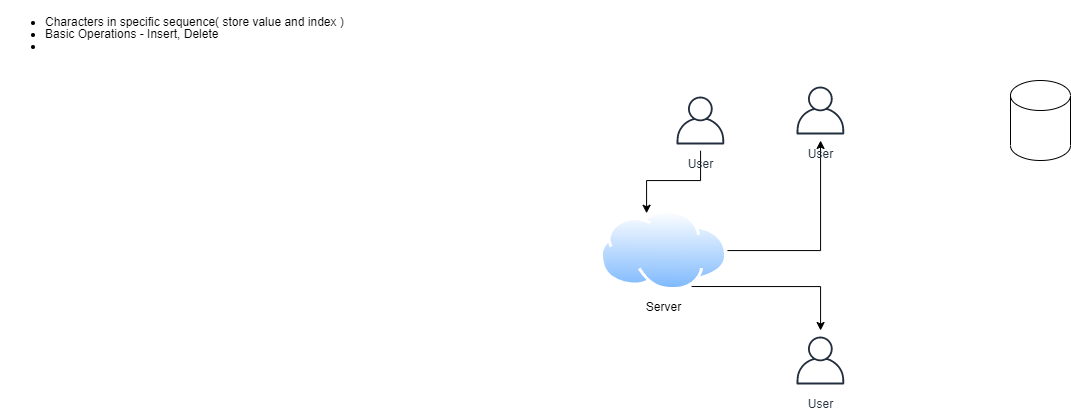 Characters in specific sequence( store value and index )
Basic Operations - Insert, Delete
User
User
Server
User